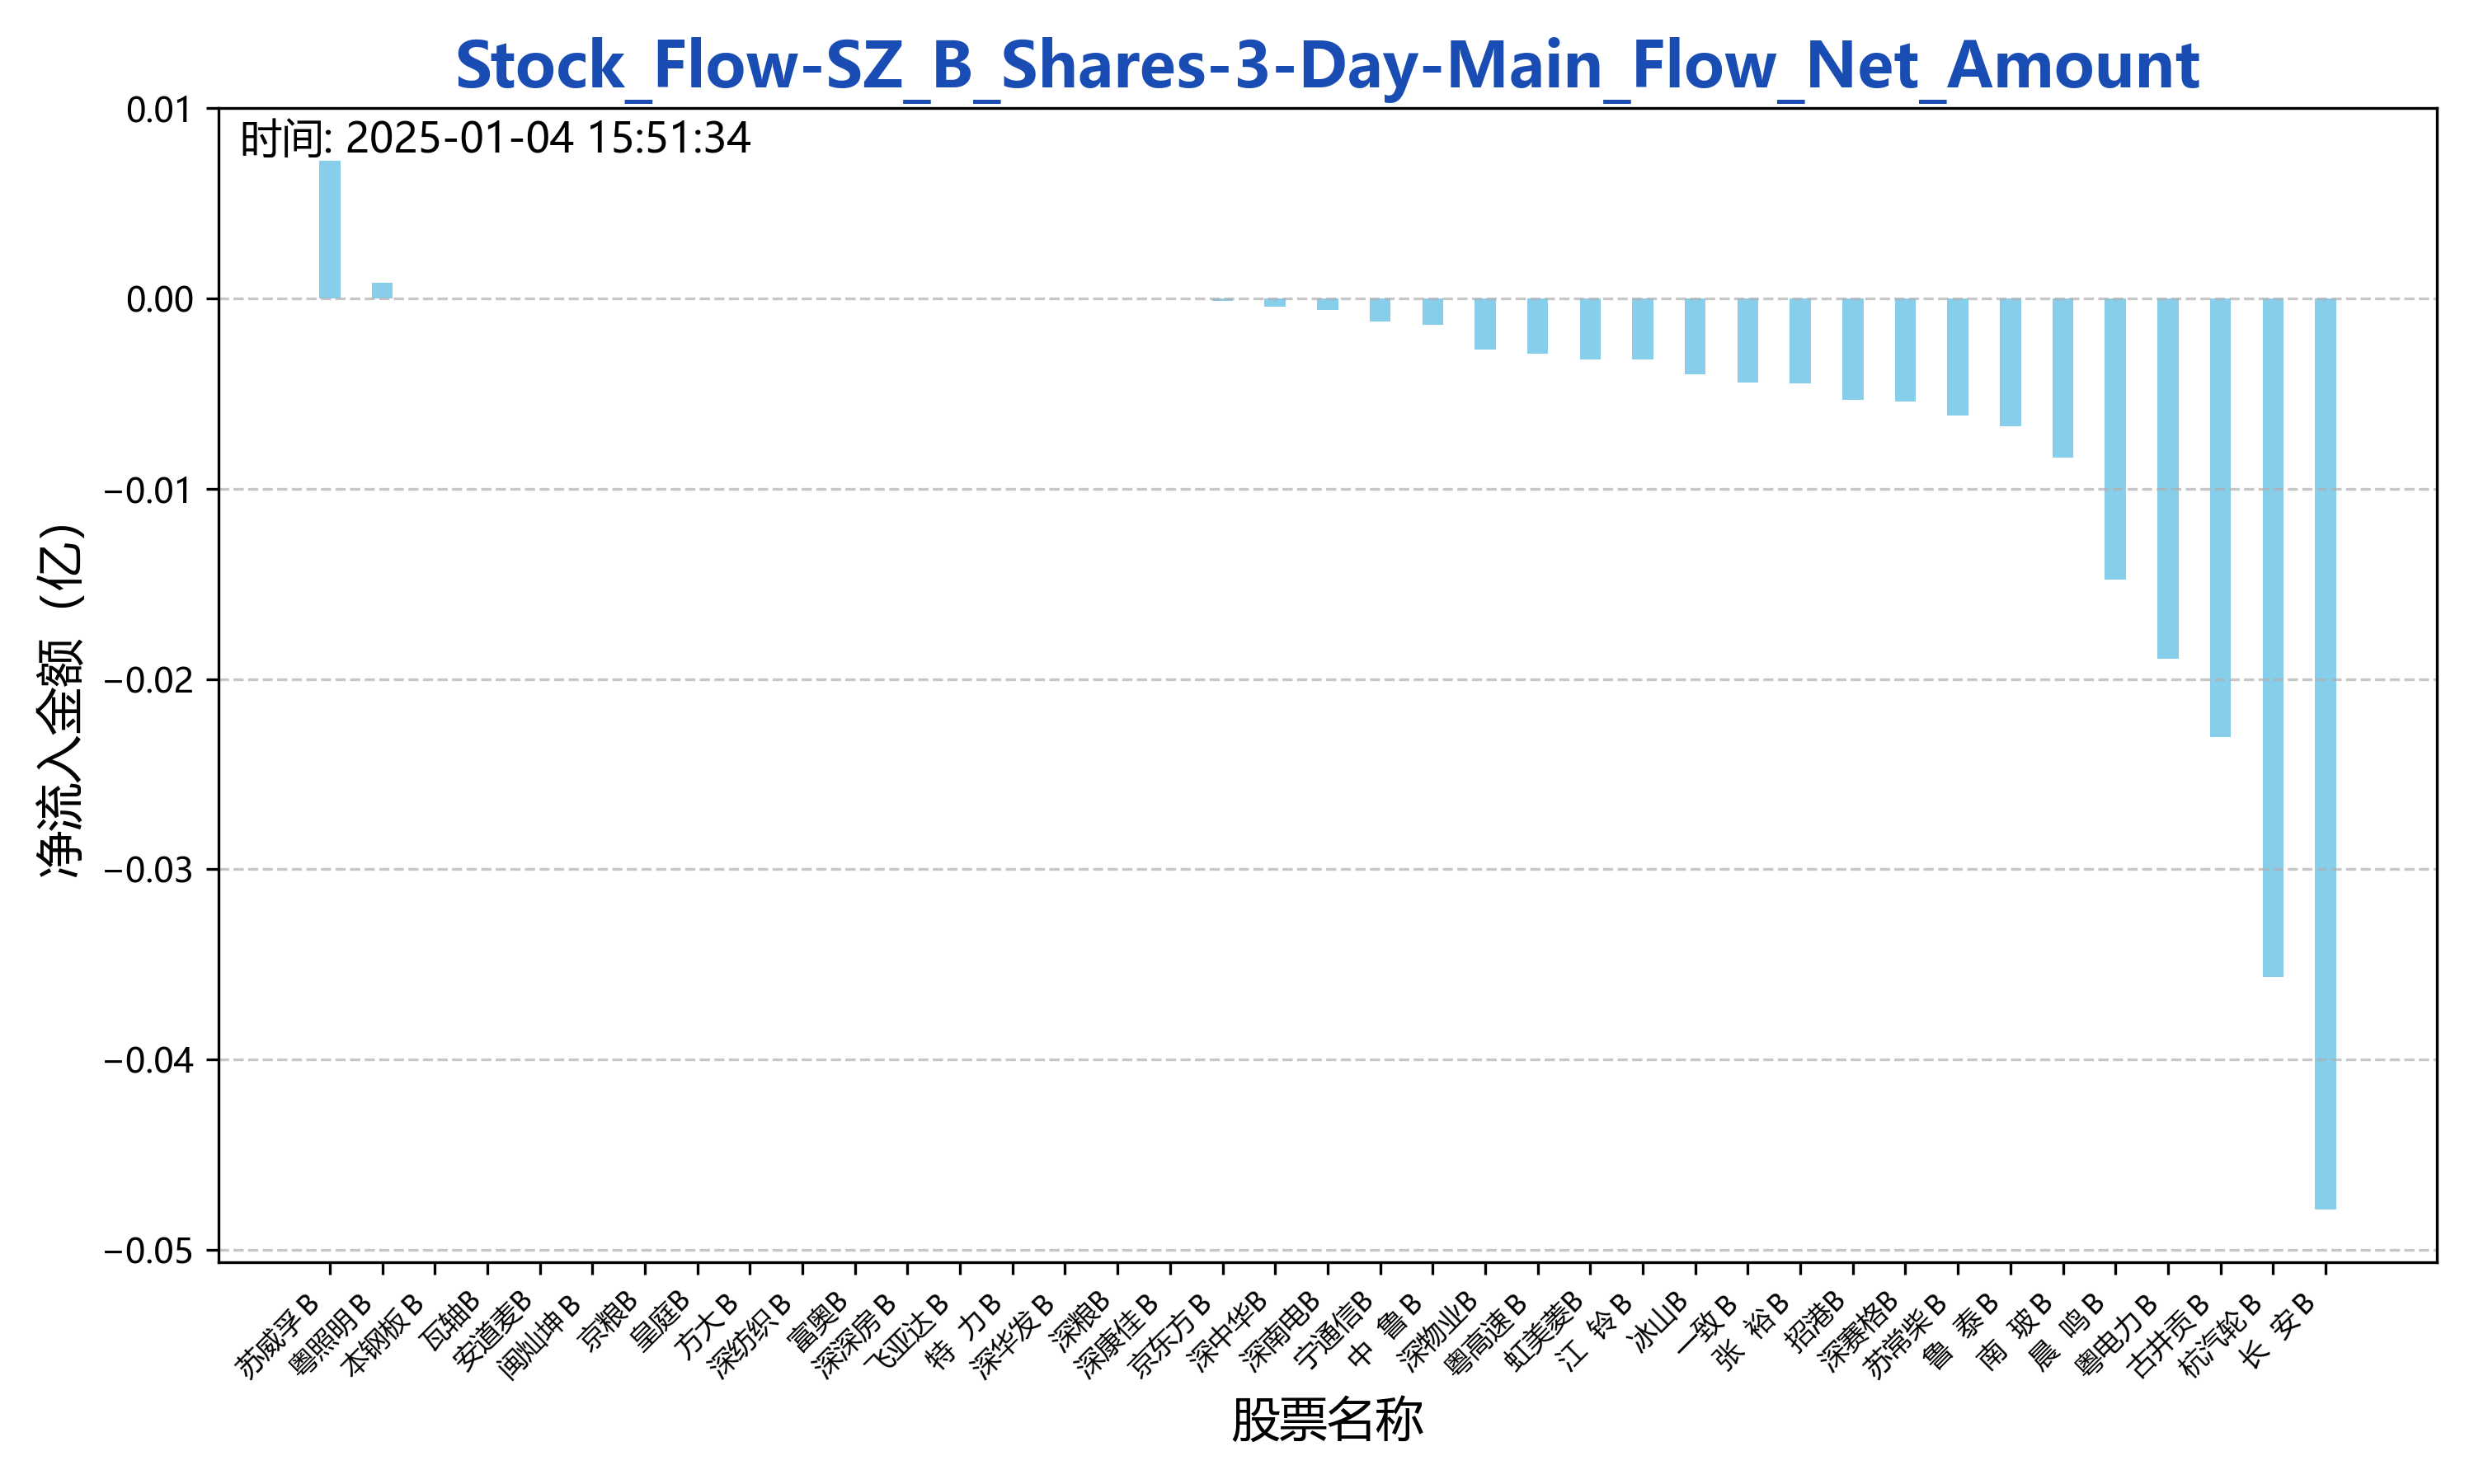 Stock_Flow-SZ_B_Shares-3-Day-Main_Flow_Net_Amount
时间: 2025-01-04 15:51:34
净流入金额 (亿)
0.01
0.00
−0.01
−0.02
−0.03
−0.04
−0.05
苏威孚B
粤照明B
本钢板B
瓦轴B
安道麦B
闽灿坤B
京粮B
皇庭B
方大B
深纺织B
富奥B
深深房B
飞亚达B
特 力B
深华发B
深粮B
深康佳B
京东方B
深中华B
深南电B
宁通信B
中 鲁B
深物业B
粤高速B
虹美菱B
江 铃B
冰山B
一致B
张 裕B
招港B
深赛格B
苏常柴B
鲁 泰B
南 玻B
晨 鸣B
粤电力B
古井贡B
杭汽轮B
长 安B
股票名称